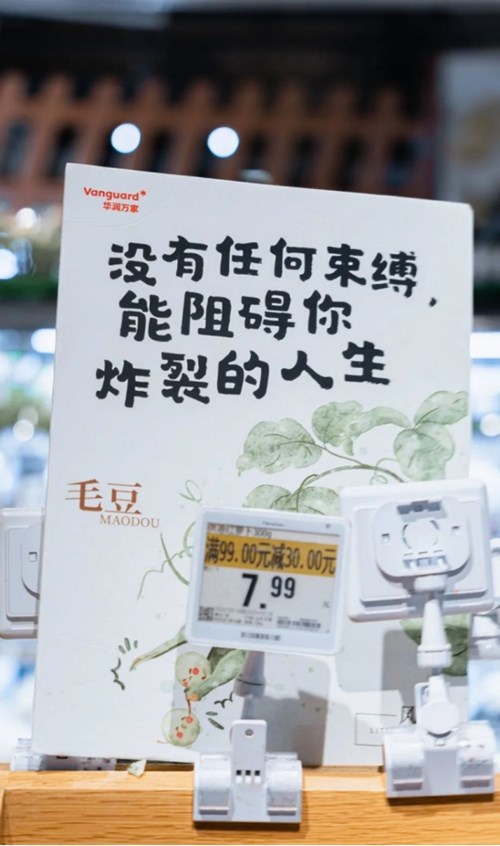 Vanguard*
华润万家
没有任何束缚，
能阻碍你
炸裂的人生
毛豆
MAODOU
满99.00元减30.00元
7.99
元